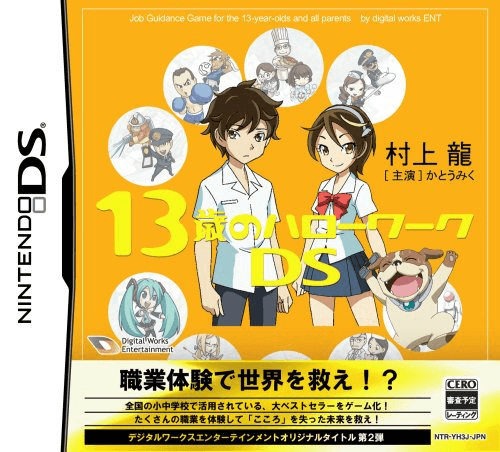 Job Guidance Game for the 13-year-olds and all parents by digital works ENT
NINTENDO DS®
村上 龍
[主演]かとうみく
13歳のハローワーク
DS
Digital Works
Entertainment
職業体験で世界を救え!?
全国の小中学校で活用されている、大ベストセラーをゲーム化!
たくさんの職業を体験して「こころ」を失った未来を救え!
デジタルワークスエンターテインメントオリジナルタイトル 第2弾
CERO
審査予定
レーティング
NTR-YH3J-JPN